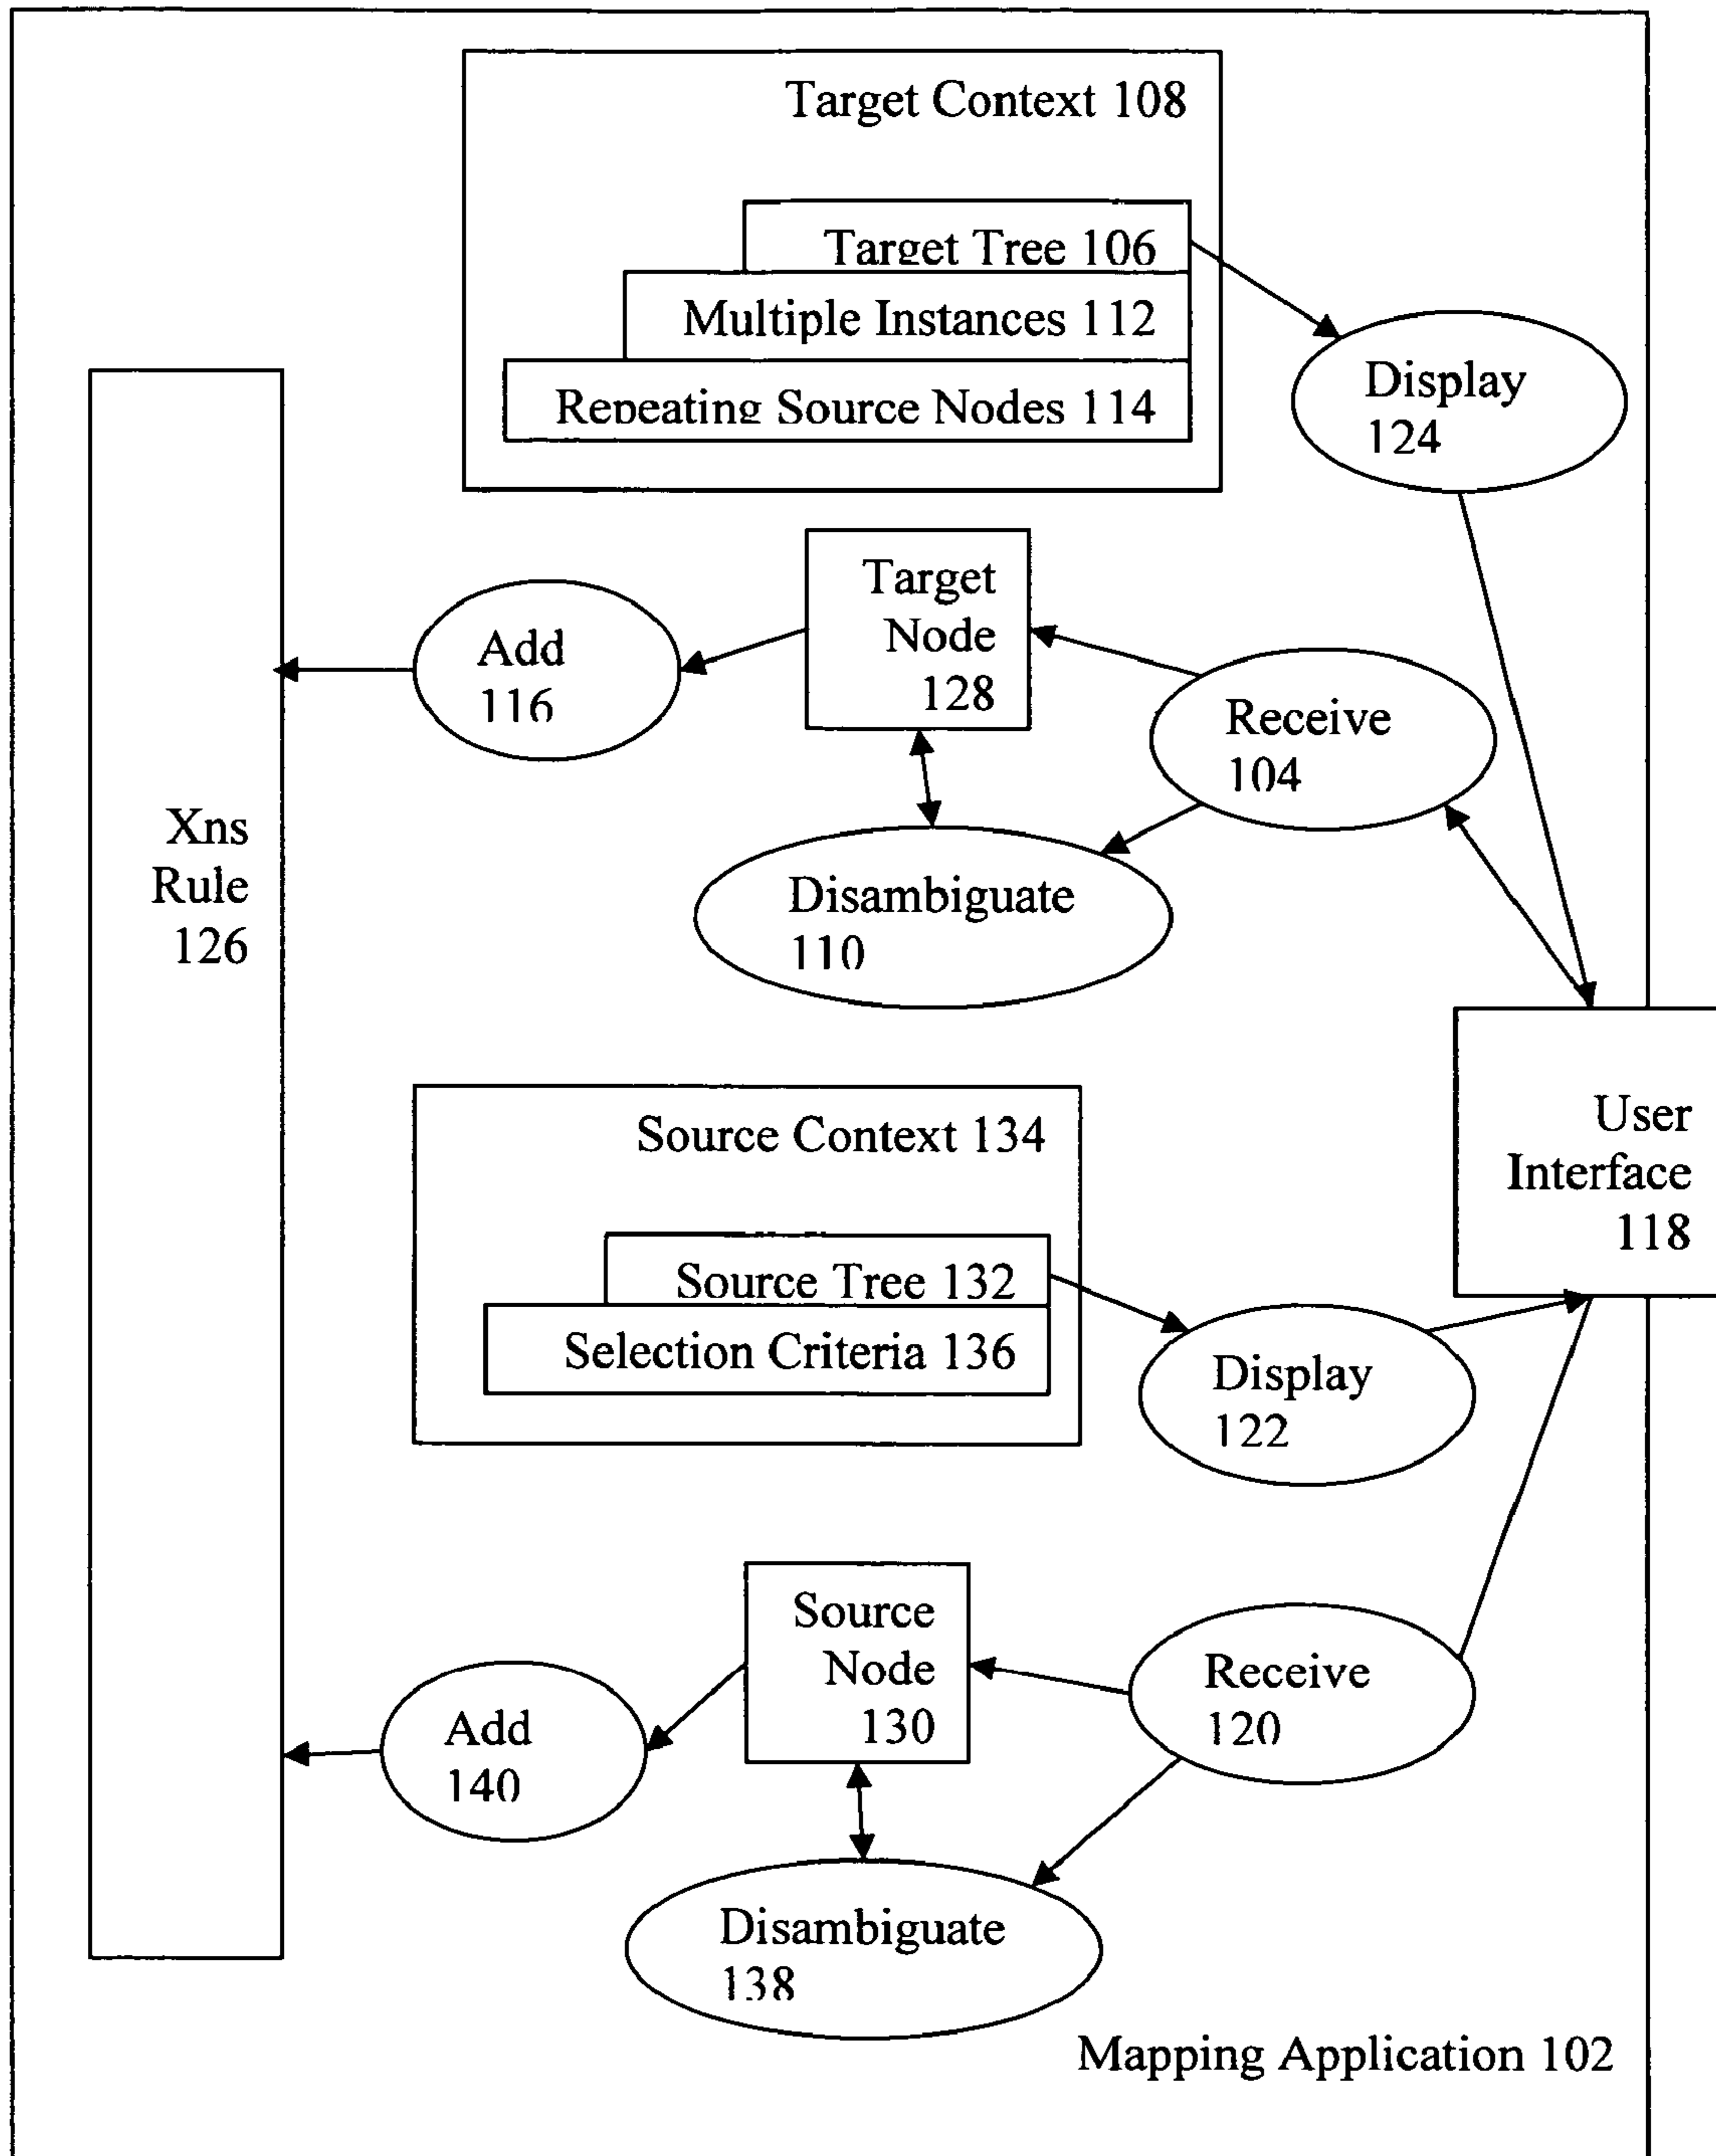 Target Context 108
Target Tree 106
Multiple Instances 112
Repeating Source Nodes 114
Display
124
Target
Node
128
Add
116
Receive
104
Xns
Rule
126
Disambiguate
110
User
Interface
118
Source Context 134
Source Tree 132
Selection Criteria 136
Display
122
Source
Node
130
Receive
120
Add
140
Disambiguate
138
Mapping Application 102